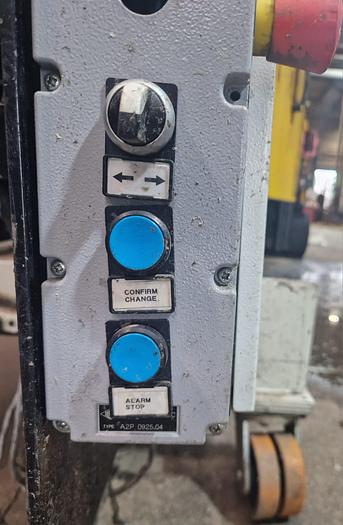 CONFIRM
CHANGE.
ALARM
STOP
TYPE A2P 0925.04